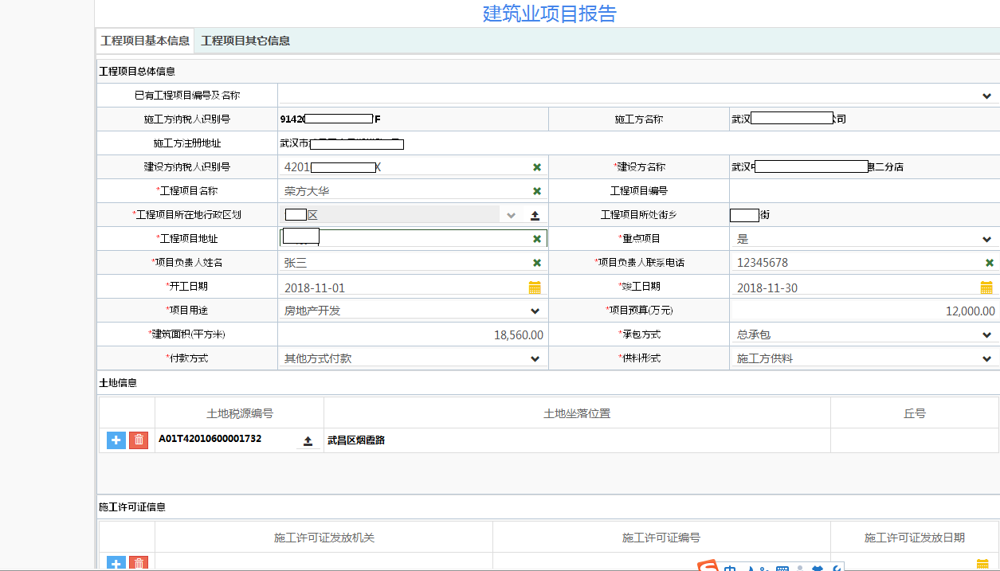 建筑业项目报告
工程项目基本信息 工程项目其它信息
工程项目总体信息
已有工程项目编号及名称
施工方纳税人识别号 91420 F 施工方名称 武汉 公司
施工方注册地址 武汉市
建设方纳税人识别号 4201 X *建设方名称 武汉 惠二分店
*工程项目名称 荣方大华 工程项目编号
*工程项目所在地行政区划 区 工程项目所处街乡 街
*工程项目地址 *重点项目 是
*项目负责人姓名 张三 *项目负责人联系电话 12345678
*开工日期 2018-11-01 *竣工日期 2018-11-30
*项目用途 房地产开发 *项目预算(万元) 12,000.00
*建筑面积(平方米) 18,560.00 *承包方式 总承包
*付款方式 其他方式付款 *供料形式 施工方供料
土地信息
土地税源编号 土地坐落位置 丘号
A01T42010600001732 武昌区烟霞路
施工许可证信息
施工许可证发放机关 施工许可证编号 施工许可证发放日期
中